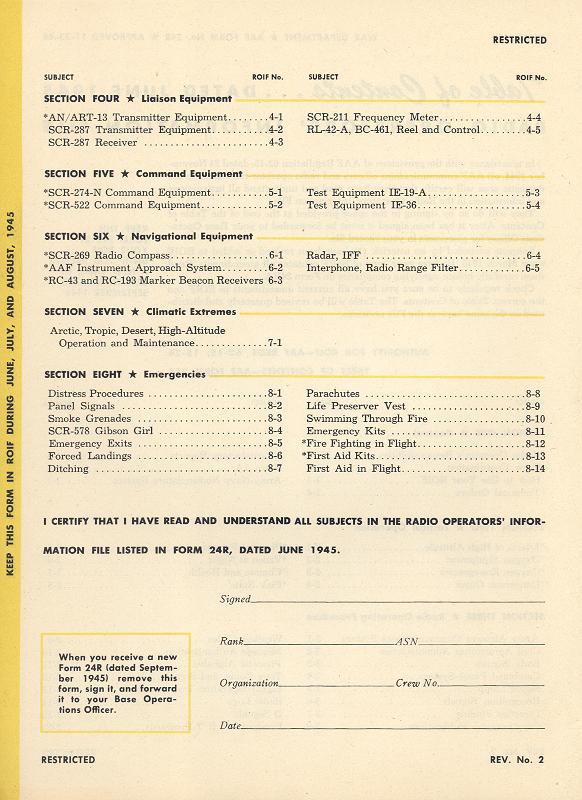 RESTRICTED
SUBJECT ROIF No. SUBJECT ROIF No.
SECTION FOUR ★ Liaison Equipment
*AN/ART-13 Transmitter Equipment........4-1
SCR-287 Transmitter Equipment..........4-2
SCR-287 Receiver ......................4-3
SCR-211 Frequency Meter...............4-4
RL-42-A, BC-461, Reel and Control........4-5
SECTION FIVE ★ Command Equipment
*SCR-274-N Command Equipment..........5-1
*SCR-522 Command Equipment............5-2
Test Equipment IE-19-A.................5-3
Test Equipment IE-36...................5-4
SECTION SIX ★ Navigational Equipment
*SCR-269 Radio Compass.................6-1
*AAF Instrument Approach System........6-2
*RC-43 and RC-193 Marker Beacon Receivers 6-3
Radar, IFF ............................6-4
Interphone, Radio Range Filter...........6-5
SECTION SEVEN ★ Climatic Extremes
Arctic, Tropic, Desert, High-Altitude
Operation and Maintenance.............7-1
SECTION EIGHT ★ Emergencies
Distress Procedures .....................8-1
Panel Signals ..........................8-2
Smoke Grenades ........................8-3
SCR-578 Gibson Girl ....................8-4
Emergency Exits .......................8-5
Forced Landings .......................8-6
Ditching ..............................8-7
Parachutes ............................8-8
Life Preserver Vest .....................8-9
Swimming Through Fire .................8-10
Emergency Kits ........................8-11
*Fire Fighting in Flight...................8-12
*First Aid Kits...........................8-13
First Aid in Flight.......................8-14
KEEP THIS FORM IN ROIF DURING JUNE, JULY, AND AUGUST, 1945
I CERTIFY THAT I HAVE READ AND UNDERSTAND ALL SUBJECTS IN THE RADIO OPERATORS' INFOR-
MATION FILE LISTED IN FORM 24R, DATED JUNE 1945.
Signed
Rank ASN
Organization Crew No.
Date
When you receive a new
Form 24R (dated Septem-
ber 1945) remove this
form, sign it, and forward
it to your Base Opera-
tions Officer.
RESTRICTED REV. No. 2